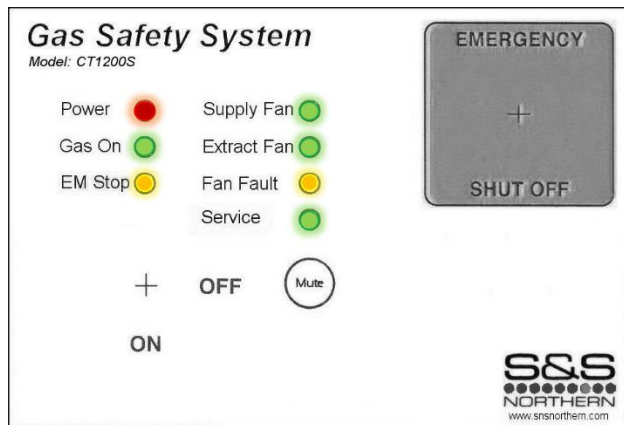 Gas Safety System
Model: CT1200S
Power
Supply Fan
Gas On
Extract Fan
EM Stop
Fan Fault
Service
OFF
Mute
ON
EMERGENCY
SHUT OFF
S&S
NORTHERN
www.snsnorthern.com